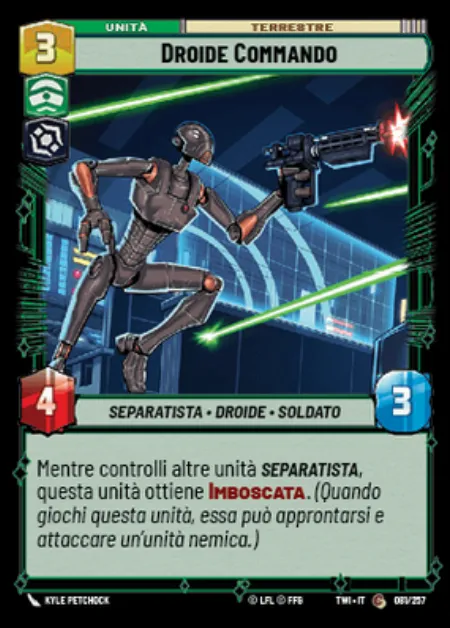 3
UNITÀ
TERRESTRE
DROIDE COMMANDO
4
SEPARATISTA • DROIDE • SOLDATO
3
Mentre controlli altre unità SEPARATISTA,
questa unità ottiene IMBOSCATA. (Quando
giochi questa unità, essa può approntarsi e
attaccare un'unità nemica.)
KYLE PETCHOCK
© LFL © FFG
TWI • IT
C
081/257